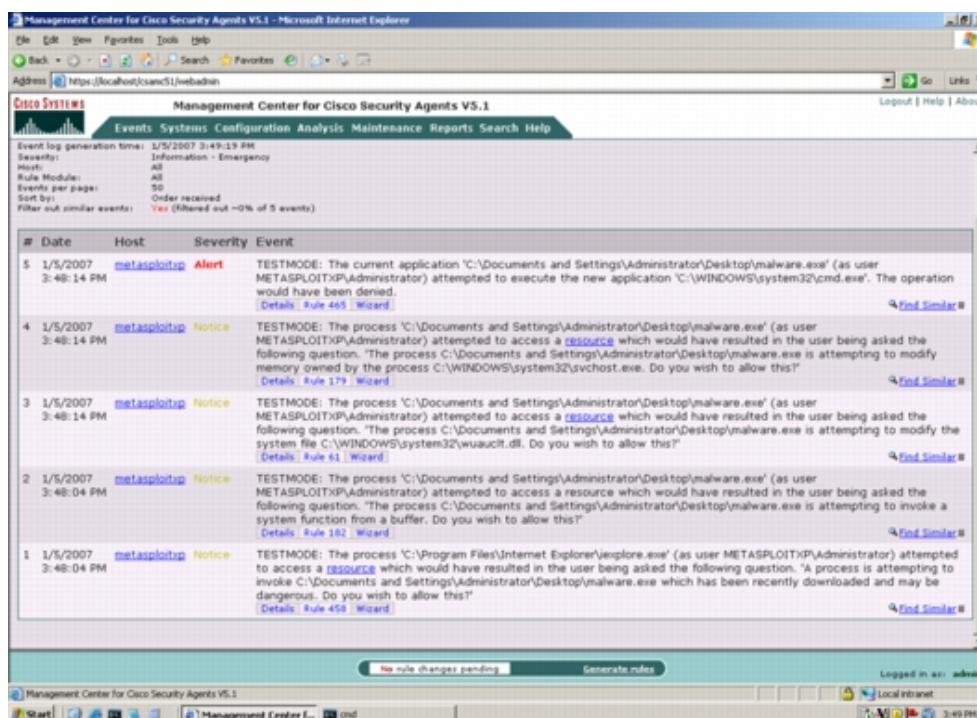 Management Center for Cisco Security Agents V5.1 - Microsoft Internet Explorer
File Edit View Favorites Tools Help
Back Search Favorites
Address https://localhost/csamc51/webadmin Go Links
CISCO SYSTEMS
Management Center for Cisco Security Agents V5.1
Logout | Help | Abou
Events Systems Configuration Analysis Maintenance Reports Search Help
Event log generation time: 1/5/2007 3:49:19 PM
Severity: Information - Emergency
Host: All
Rule Module: All
Events per page: 50
Sort by: Order received
Filter out similar events: Yes (filtered out ~0% of 5 events)
# Date Host Severity Event
5 1/5/2007 metasploitxp Alert TESTMODE: The current application 'C:\Documents and Settings\Administrator\Desktop\malware.exe' (as user
3:48:14 PM METASPLOITXP\Administrator) attempted to execute the new application 'C:\WINDOWS\system32\cmd.exe'. The operation
would have been denied.
Details Rule 465 Wizard Find Similar
4 1/5/2007 metasploitxp Notice TESTMODE: The process 'C:\Documents and Settings\Administrator\Desktop\malware.exe' (as user
3:48:14 PM METASPLOITXP\Administrator) attempted to access a resource which would have resulted in the user being asked the
following question. 'The process C:\Documents and Settings\Administrator\Desktop\malware.exe is attempting to modify
memory owned by the process C:\WINDOWS\system32\svchost.exe. Do you wish to allow this?'
Details Rule 179 Wizard Find Similar
3 1/5/2007 metasploitxp Notice TESTMODE: The process 'C:\Documents and Settings\Administrator\Desktop\malware.exe' (as user
3:48:14 PM METASPLOITXP\Administrator) attempted to access a resource which would have resulted in the user being asked the
following question. 'The process C:\Documents and Settings\Administrator\Desktop\malware.exe is attempting to modify the
system file C:\WINDOWS\system32\wuauclt.dll. Do you wish to allow this?'
Details Rule 61 Wizard Find Similar
2 1/5/2007 metasploitxp Notice TESTMODE: The process 'C:\Documents and Settings\Administrator\Desktop\malware.exe' (as user
3:48:04 PM METASPLOITXP\Administrator) attempted to access a resource which would have resulted in the user being asked the
following question. 'The process C:\Documents and Settings\Administrator\Desktop\malware.exe is attempting to invoke a
system function from a buffer. Do you wish to allow this?'
Details Rule 182 Wizard Find Similar
1 1/5/2007 metasploitxp Notice TESTMODE: The process 'C:\Program Files\Internet Explorer\iexplore.exe' (as user METASPLOITXP\Administrator) attempted
3:48:04 PM to access a resource which would have resulted in the user being asked the following question. 'A process is attempting to
invoke C:\Documents and Settings\Administrator\Desktop\malware.exe which has been recently downloaded and may be
dangerous. Do you wish to allow this?'
Details Rule 458 Wizard Find Similar
No rule changes pending Generate rules
Logged in as: admin
Management Center for Cisco Security Agents V5.1 Local intranet
Start Management Center f... cmd 3:49 PM